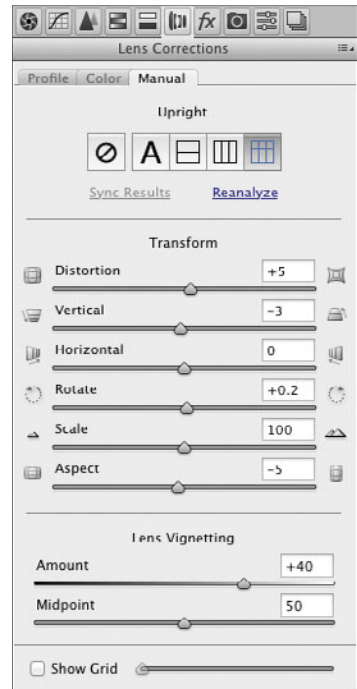 fx
Lens Corrections
Profile Color Manual
Upright
A
Sync Results Reanalyze
Transform
Distortion +5
Vertical -3
Horizontal 0
Rotate +0.2
Scale 100
Aspect -5
Lens Vignetting
Amount +40
Midpoint 50
Show Grid